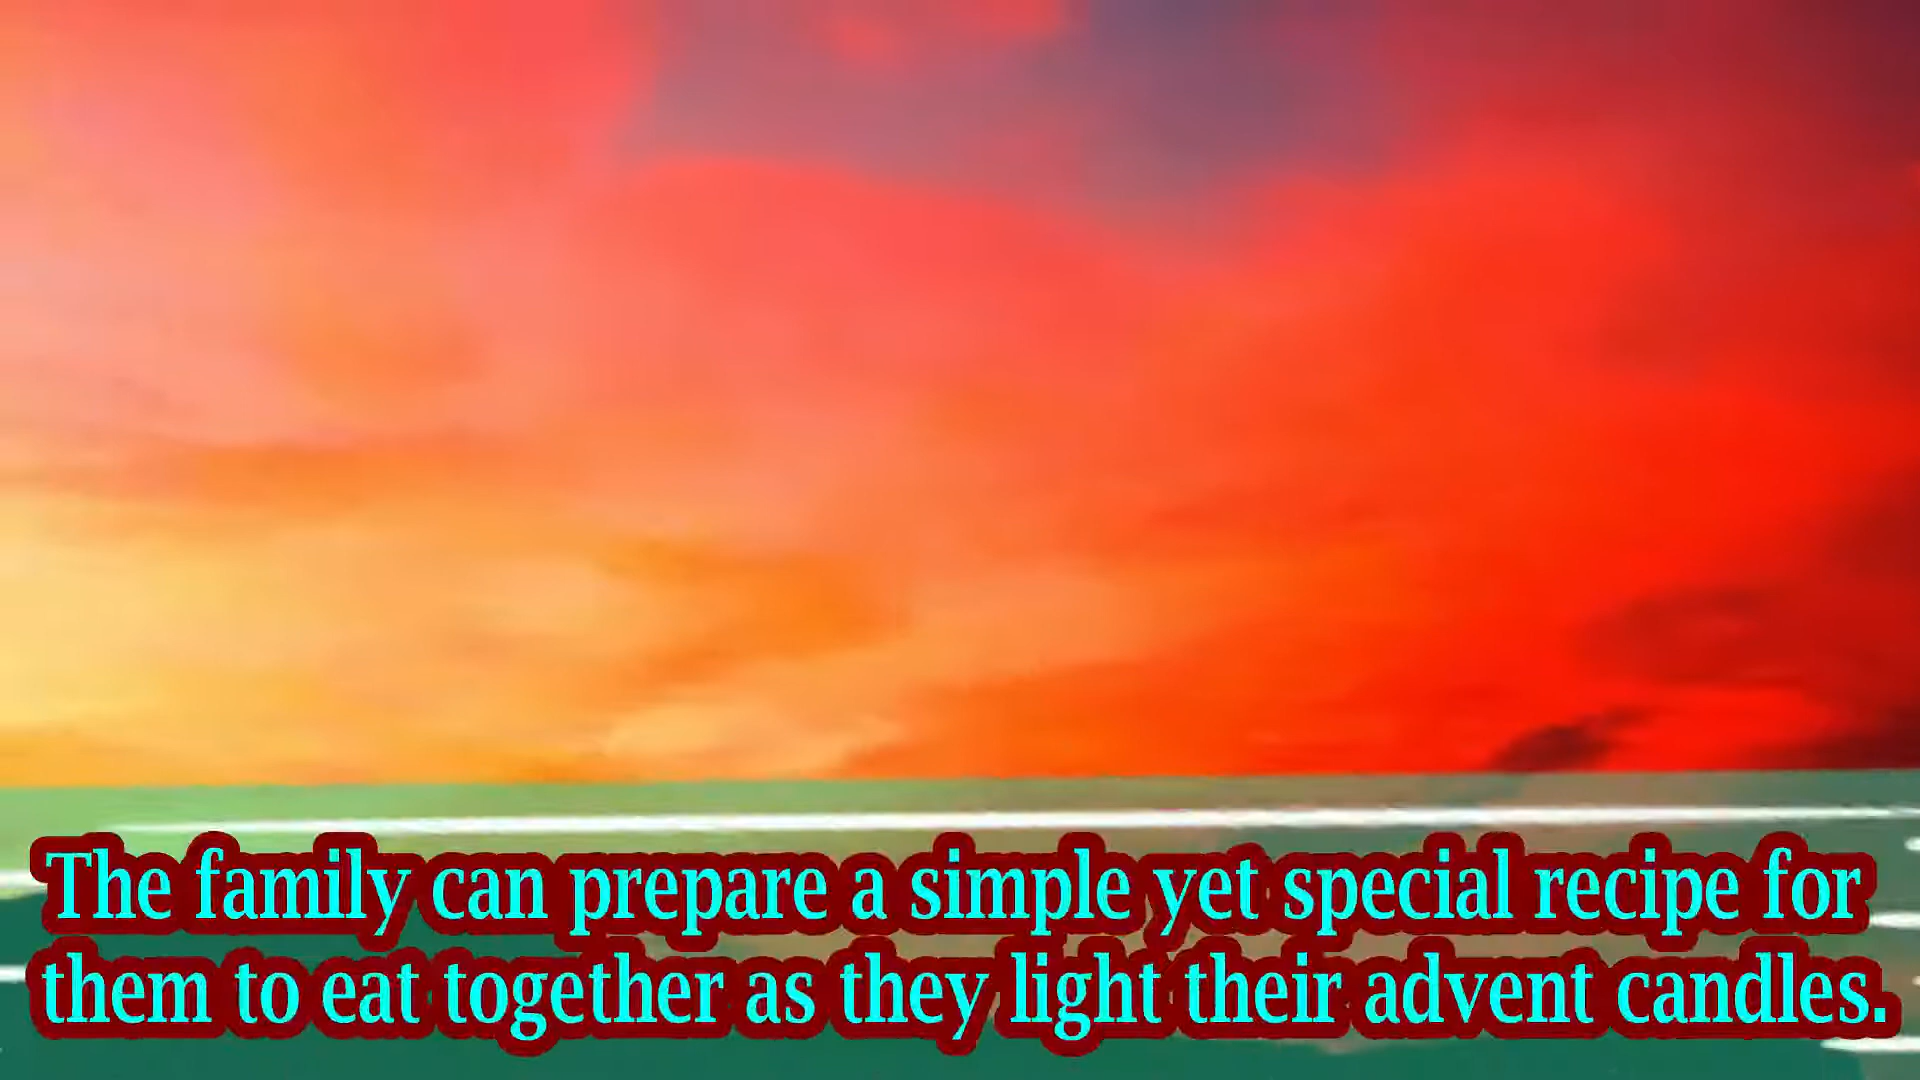 The family can prepare a simple yet special recipe for
them to eat together as they light their advent candles.